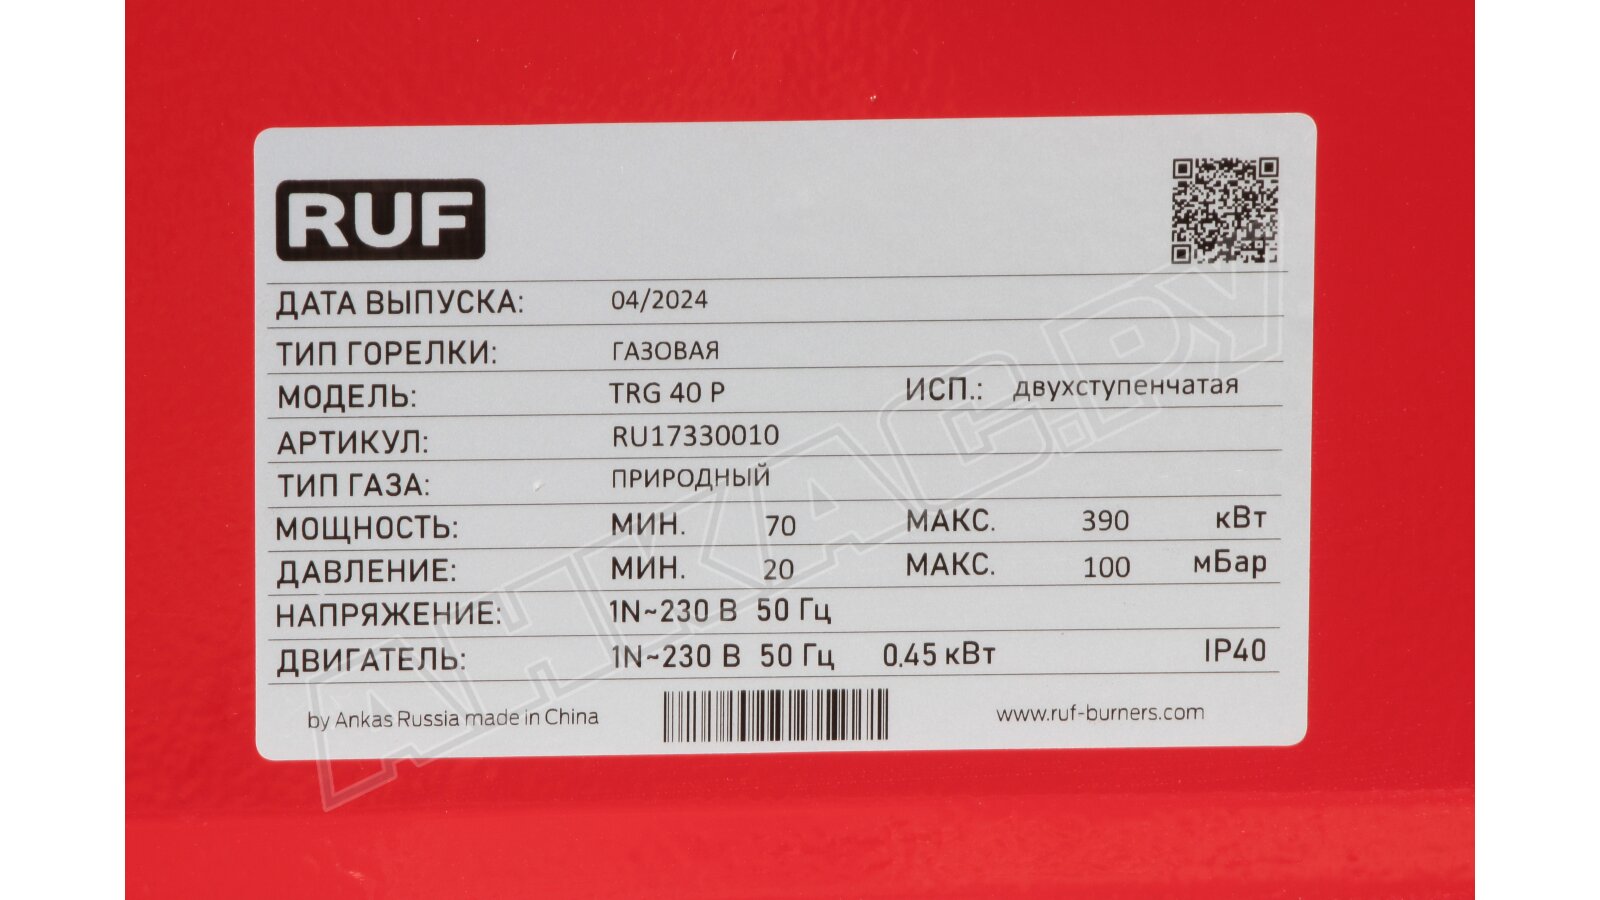 RUF
ДАТА ВЫПУСКА: 04/2024
ТИП ГОРЕЛКИ: ГАЗОВАЯ
МОДЕЛЬ: TRG 40 P ИСП.: двухступенчатая
АРТИКУЛ: RU17330010
ТИП ГАЗА: ПРИРОДНЫЙ
МОЩНОСТЬ: МИН. 70 МАКС. 390 кВт
ДАВЛЕНИЕ: МИН. 20 МАКС. 100 мБар
НАПРЯЖЕНИЕ: 1N~230 В 50 Гц
ДВИГАТЕЛЬ: 1N~230 В 50 Гц 0.45 кВт IP40
by Ankas Russia made in China www.ruf-burners.com
АНКАС.РУ